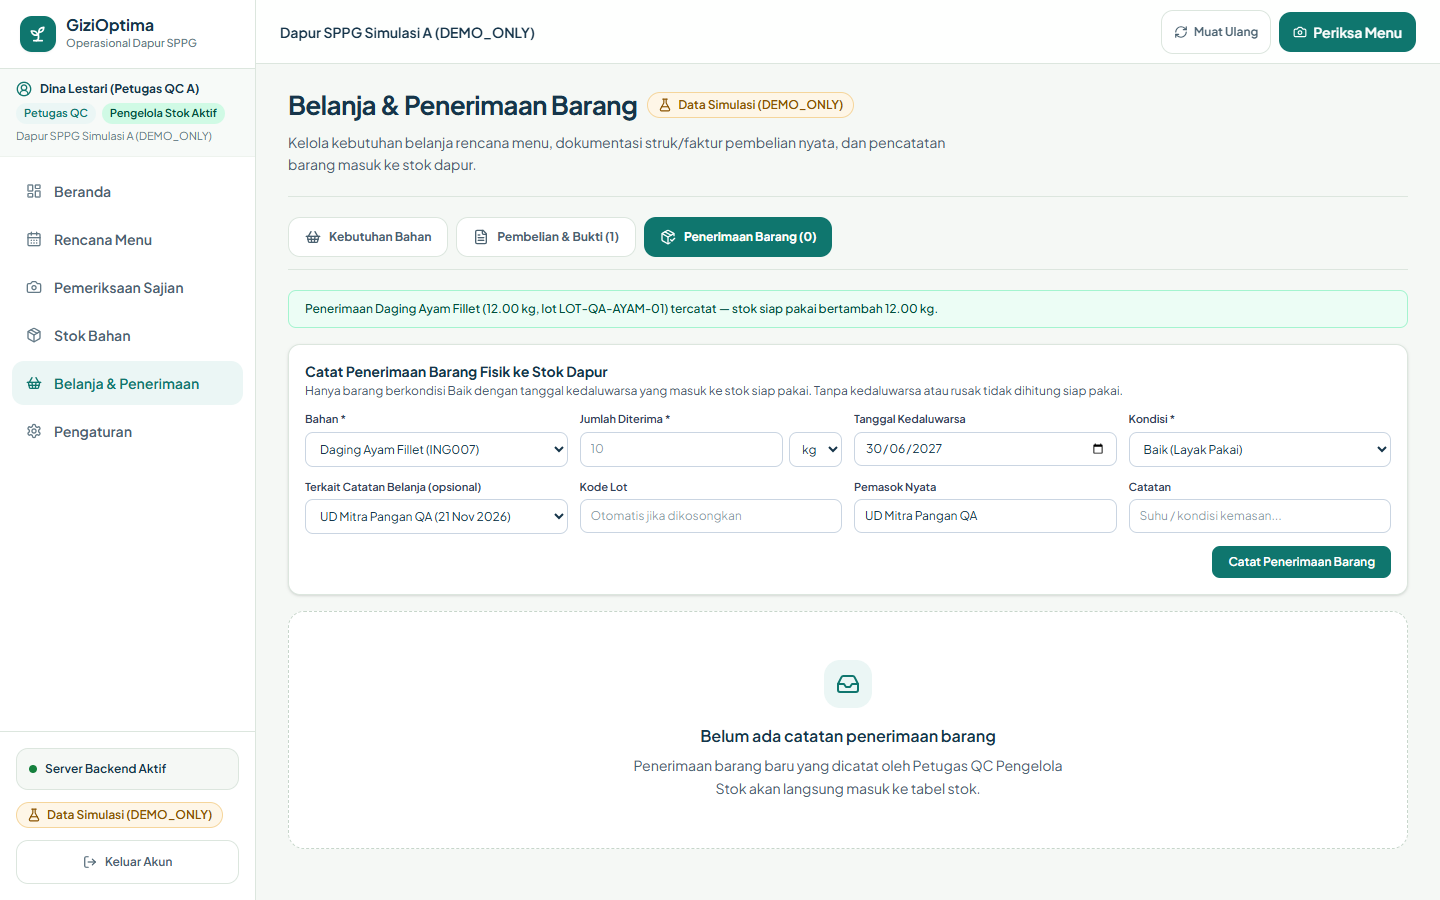 GiziOptima
Operasional Dapur SPPG
Dina Lestari (Petugas QC A)
Petugas QC
Pengelola Stok Aktif
Dapur SPPG Simulasi A (DEMO_ONLY)
Beranda
Rencana Menu
Pemeriksaan Sajian
Stok Bahan
Belanja & Penerimaan
Pengaturan
Server Backend Aktif
Data Simulasi (DEMO_ONLY)
Keluar Akun
Dapur SPPG Simulasi A (DEMO_ONLY)
Muat Ulang
Periksa Menu
Belanja & Penerimaan Barang
Data Simulasi (DEMO_ONLY)
Kelola kebutuhan belanja rencana menu, dokumentasi struk/faktur pembelian nyata, dan pencatatan
barang masuk ke stok dapur.
Kebutuhan Bahan
Pembelian & Bukti (1)
Penerimaan Barang (0)
Penerimaan Daging Ayam Fillet (12.00 kg, lot LOT-QA-AYAM-01) tercatat — stok siap pakai bertambah 12.00 kg.
Catat Penerimaan Barang Fisik ke Stok Dapur
Hanya barang berkondisi Baik dengan tanggal kedaluwarsa yang masuk ke stok siap pakai. Tanpa kedaluwarsa atau rusak tidak dihitung siap pakai.
Bahan *
Jumlah Diterima *
Tanggal Kedaluwarsa
Kondisi *
Daging Ayam Fillet (ING007)
10
kg
30/06/2027
Baik (Layak Pakai)
Terkait Catatan Belanja (opsional)
Kode Lot
Pemasok Nyata
Catatan
UD Mitra Pangan QA (21 Nov 2026)
Otomatis jika dikosongkan
UD Mitra Pangan QA
Suhu / kondisi kemasan...
Catat Penerimaan Barang
Belum ada catatan penerimaan barang
Penerimaan barang baru yang dicatat oleh Petugas QC Pengelola
Stok akan langsung masuk ke tabel stok.